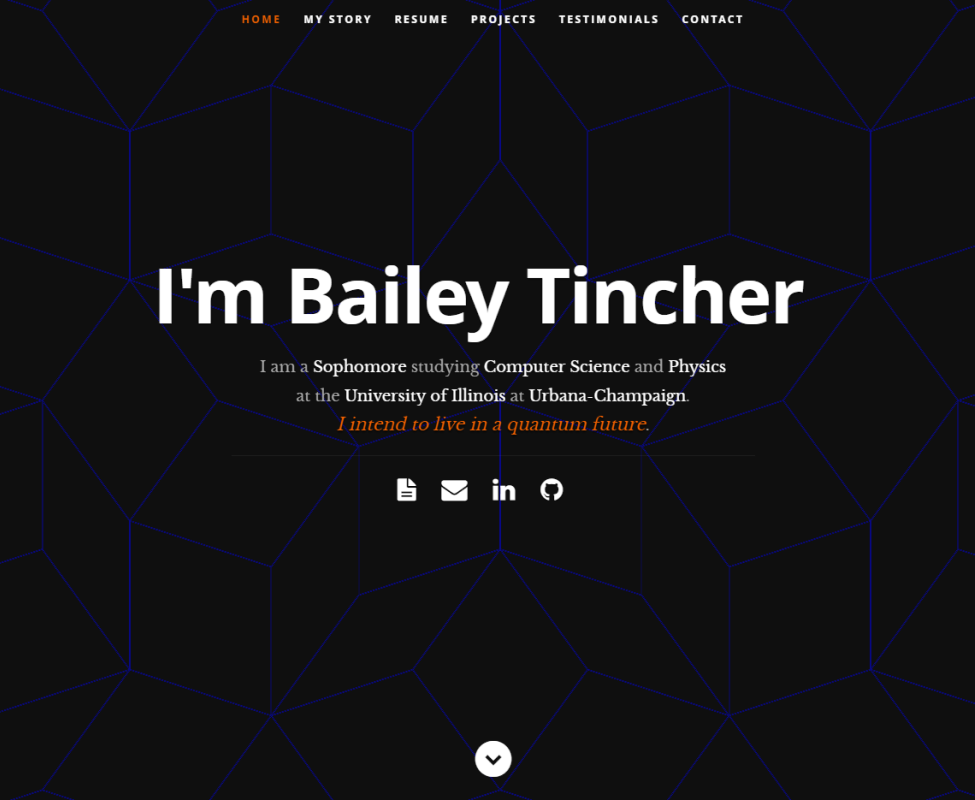 HOME MY STORY RESUME PROJECTS TESTIMONIALS CONTACT
I'm Bailey Tincher
I am a Sophomore studying Computer Science and Physics
at the University of Illinois at Urbana-Champaign.
I intend to live in a quantum future.
in